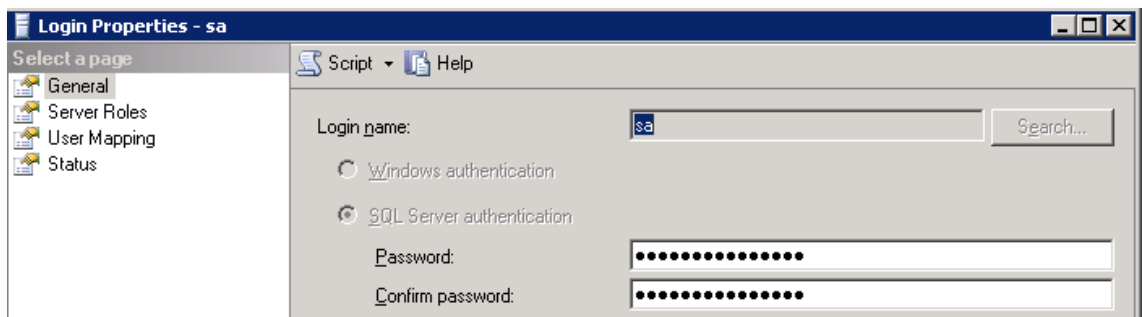 Login Properties - sa
Select a page
General
Server Roles
User Mapping
Status
Script Help
Login name: sa Search...
Windows authentication
SQL Server authentication
Password: •••••••••••••••
Confirm password: •••••••••••••••